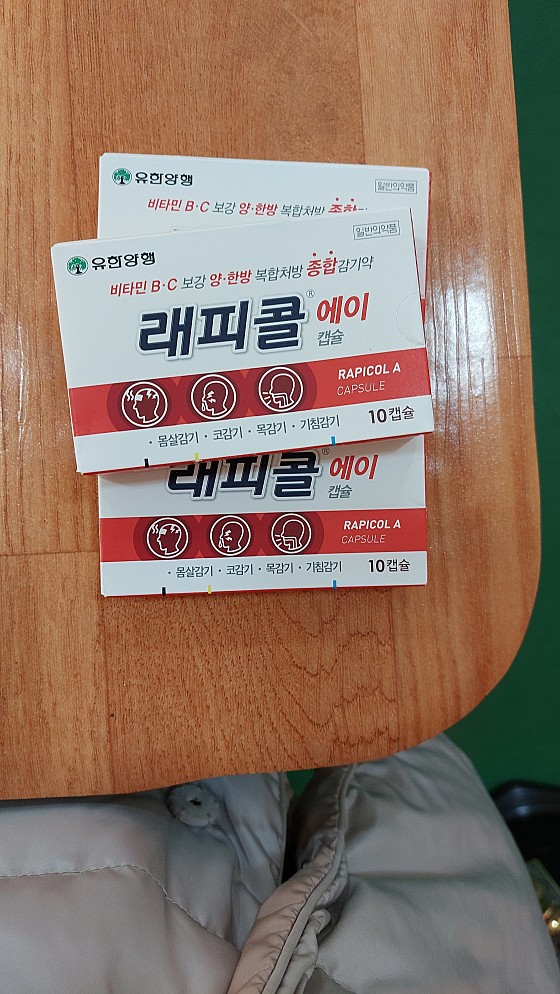 유한양행
일반의약품
비타민 B·C 보강 양·한방 복합처방 종합
유한양행
일반의약품
비타민 B·C 보강 양·한방 복합처방 종합감기약
래피콜® 에이
캡슐
RAPICOL A
CAPSULE
· 몸살감기 · 코감기 · 목감기 · 기침감기
10캡슐
래피콜® 에이
캡슐
RAPICOL A
CAPSULE
· 몸살감기 · 코감기 · 목감기 · 기침감기
10캡슐